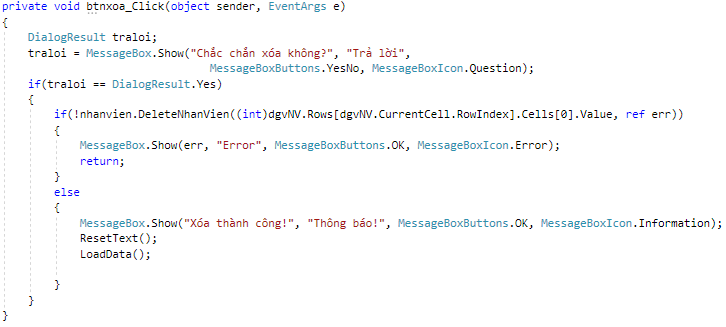 private void btnxoa_Click(object sender, EventArgs e)
{
    DialogResult traloi;
    traloi = MessageBox.Show("Chắc chắn xóa không?", "Trả lời",
                             MessageBoxButtons.YesNo, MessageBoxIcon.Question);
    if(traloi == DialogResult.Yes)
    {
        if(!nhanvien.DeleteNhanVien((int)dgvNV.Rows[dgvNV.CurrentCell.RowIndex].Cells[0].Value, ref err))
        {
            MessageBox.Show(err, "Error", MessageBoxButtons.OK, MessageBoxIcon.Error);
            return;
        }
        else
        {
            MessageBox.Show("Xóa thành công!", "Thông báo!", MessageBoxButtons.OK, MessageBoxIcon.Information);
            ResetText();
            LoadData();
        }
    }
}